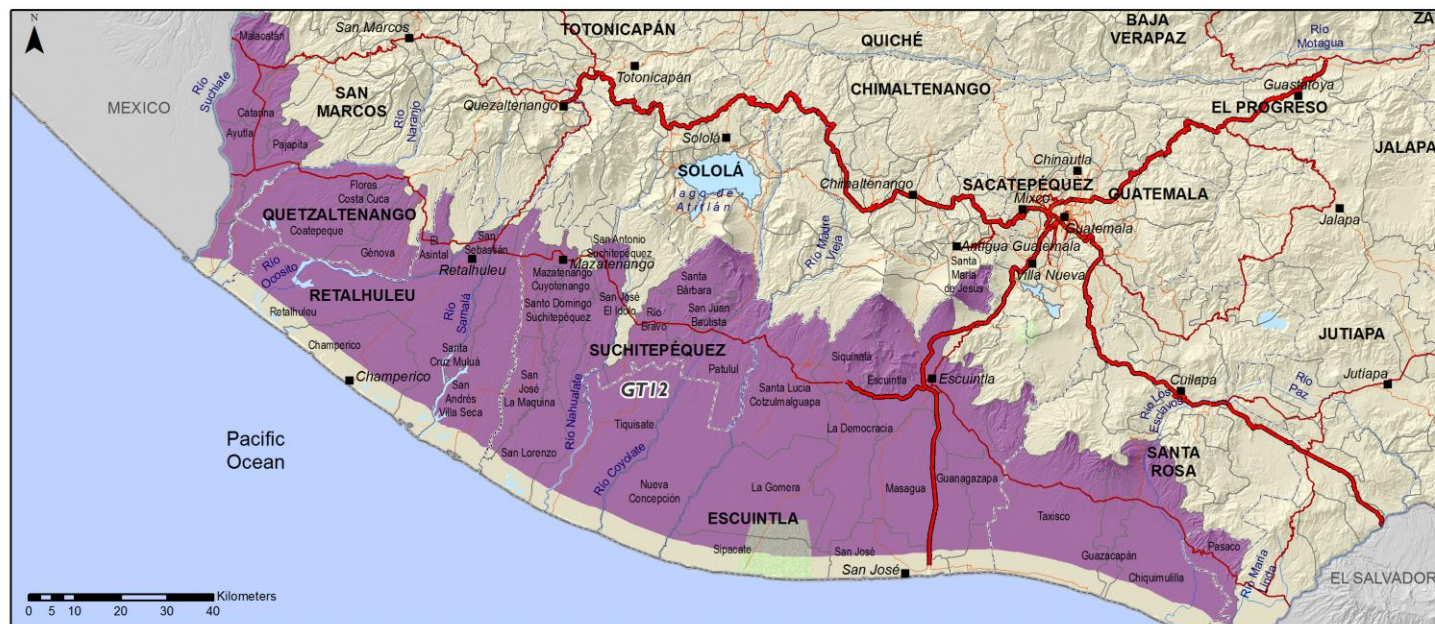 N
MEXICO
Malacatán
San Marcos
TOTONICAPÁN
Totonicapán
QUICHÉ
BAJA
VERAPAZ
ZA
Río
Motagua
Río
Suchiate
SAN
MARCOS
Río
Naranjo
Quezaltenango
CHIMALTENANGO
Guastatoya
EL PROGRESO
Catarina
Ayutla
Pajapita
Sololá
SOLOLÁ
lago de
Atitlán
Chinautla
JALAPA
Chimaltenango
SACATEPÉQUEZ
Mixco
GUATEMALA
Guatemala
Jalapa
Floros
Costa Cuca
QUETZALTENANGO
Coatepeque
Génova
El
Asintal
San
Sebastián
Retalhuleu
San Antonio
Suchitepéquez
Mazatenango
Río Madre
Vieja
Antigua Guatemala
Santa
María
de Jesús
Villa Nueva
Río
Ocosito
RETALHULEU
Retalhuleu
Río
Samalá
Mazatenango
Cuyotenango
Santo Domingo
Suchitepéquez
San José
El Idolo
Santa
Bárbara
San Juan
Bautista
Río
Bravo
JUTIAPA
Champerico
Champerico
Santa
Cruz Muluá
San
Andrés
Villa Seca
San
José
La Maquina
SUCHITEPÉQUEZ
Patulul
GT12
Siquinalá
Escuintla
Escuintla
Santa Lucia
Cotzulmalguapa
Cuilapá
Río Los
Esclavos
Río
Paz
Jutiapa
Pacific
Ocean
San Lorenzo
Río Nahualate
Tiquisate
Río Coyolate
La Democracia
Nueva
Concepción
La Gomera
Masagua
Guanagazapa
SANTA
ROSA
ESCUINTLA
Sipacate
San José
San José
Taxisco
Guazacapán
Chiquimulilla
Pasaco
Río María
Linda
EL SALVADOR
0 5 10 20 30 40
Kilometers